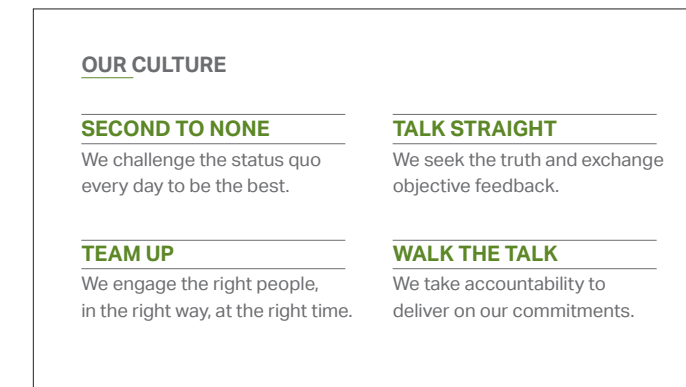 OUR CULTURE
SECOND TO NONE
We challenge the status quo
every day to be the best.
TALK STRAIGHT
We seek the truth and exchange
objective feedback.
TEAM UP
We engage the right people,
in the right way, at the right time.
WALK THE TALK
We take accountability to
deliver on our commitments.